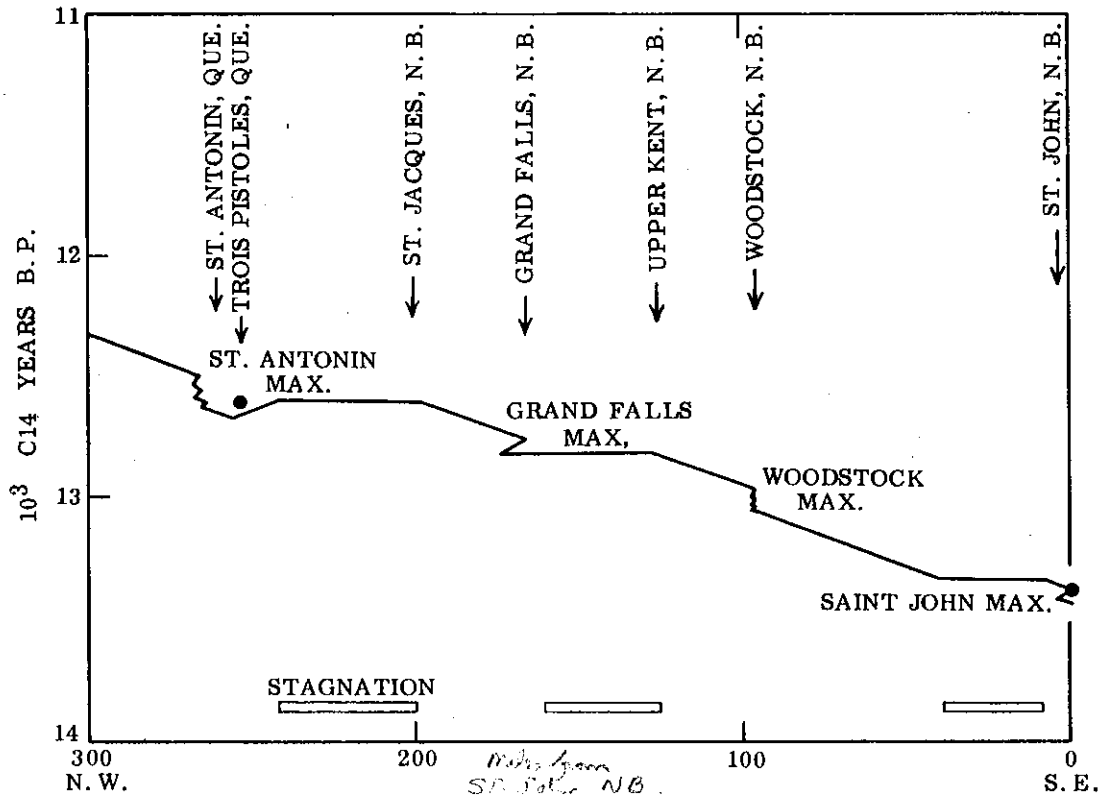 11
12
13
14
10³ C14 YEARS B.P.
ST. ANTONIN, QUE.
TROIS PISTOLES, QUE.
ST. JACQUES, N.B.
GRAND FALLS, N.B.
UPPER KENT, N.B.
WOODSTOCK, N.B.
ST. JOHN, N.B.
ST. ANTONIN
MAX.
GRAND FALLS
MAX,
WOODSTOCK
MAX.
SAINT JOHN MAX.
STAGNATION
300
200
100
0
N.W.
S.E.
NB